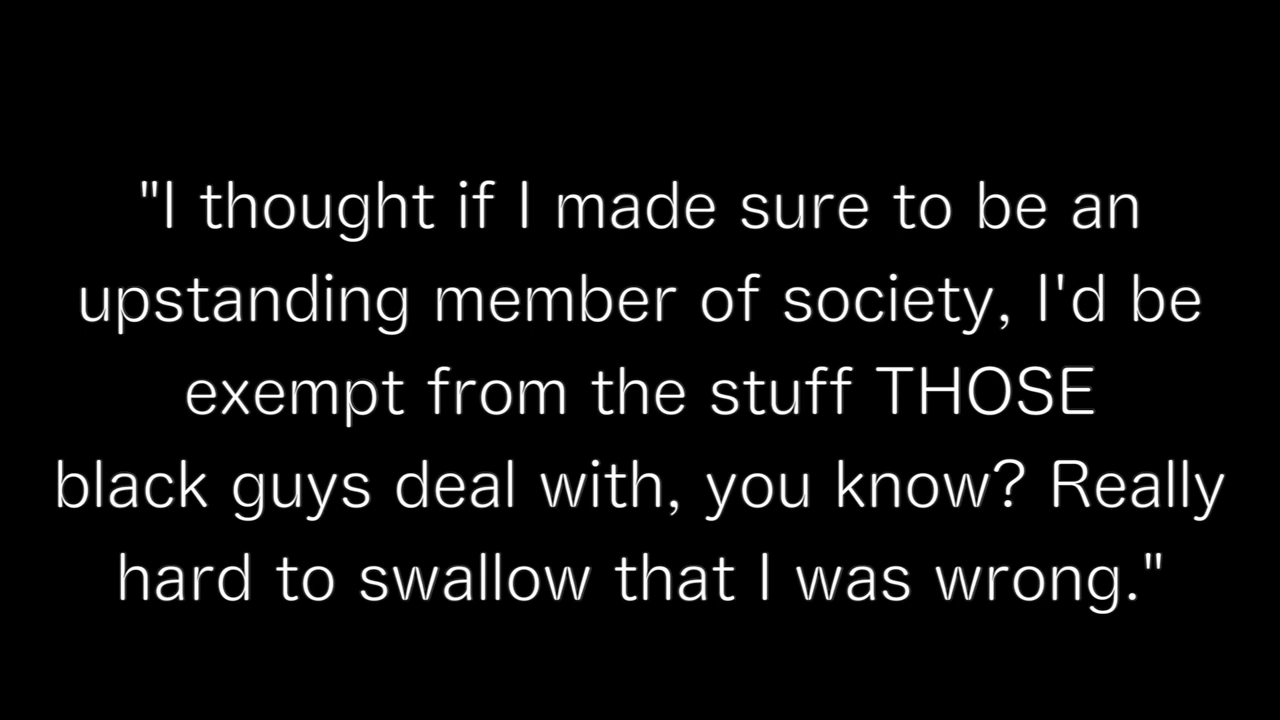 "I thought if I made sure to be an
upstanding member of society, I'd be
exempt from the stuff THOSE
black guys deal with, you know? Really
hard to swallow that I was wrong."